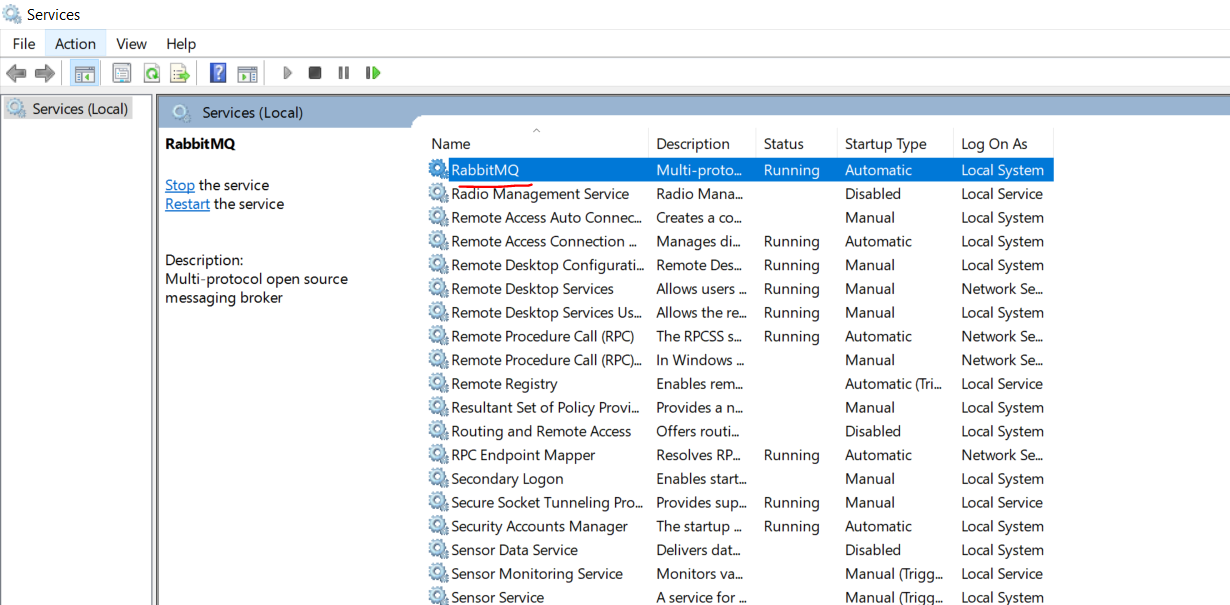 Services
File Action View Help
Services (Local)
Services (Local)
RabbitMQ
Stop the service
Restart the service
Description:
Multi-protocol open source
messaging broker
Name Description Status Startup Type Log On As
RabbitMQ Multi-proto... Running Automatic Local System
Radio Management Service Radio Mana... Disabled Local Service
Remote Access Auto Connec... Creates a co... Manual Local System
Remote Access Connection ... Manages di... Running Automatic Local System
Remote Desktop Configurati... Remote Des... Running Manual Local System
Remote Desktop Services Allows users ... Running Manual Network Se...
Remote Desktop Services Us... Allows the re... Running Manual Local System
Remote Procedure Call (RPC) The RPCSS s... Running Automatic Network Se...
Remote Procedure Call (RPC)... In Windows ... Manual Network Se...
Remote Registry Enables rem... Automatic (Tri... Local Service
Resultant Set of Policy Provi... Provides a n... Manual Local System
Routing and Remote Access Offers routi... Disabled Local System
RPC Endpoint Mapper Resolves RP... Running Automatic Network Se...
Secondary Logon Enables start... Manual Local System
Secure Socket Tunneling Pro... Provides sup... Running Manual Local Service
Security Accounts Manager The startup ... Running Automatic Local System
Sensor Data Service Delivers dat... Disabled Local System
Sensor Monitoring Service Monitors va... Manual (Trigg... Local Service
Sensor Service A service for ... Manual (Trigg... Local System